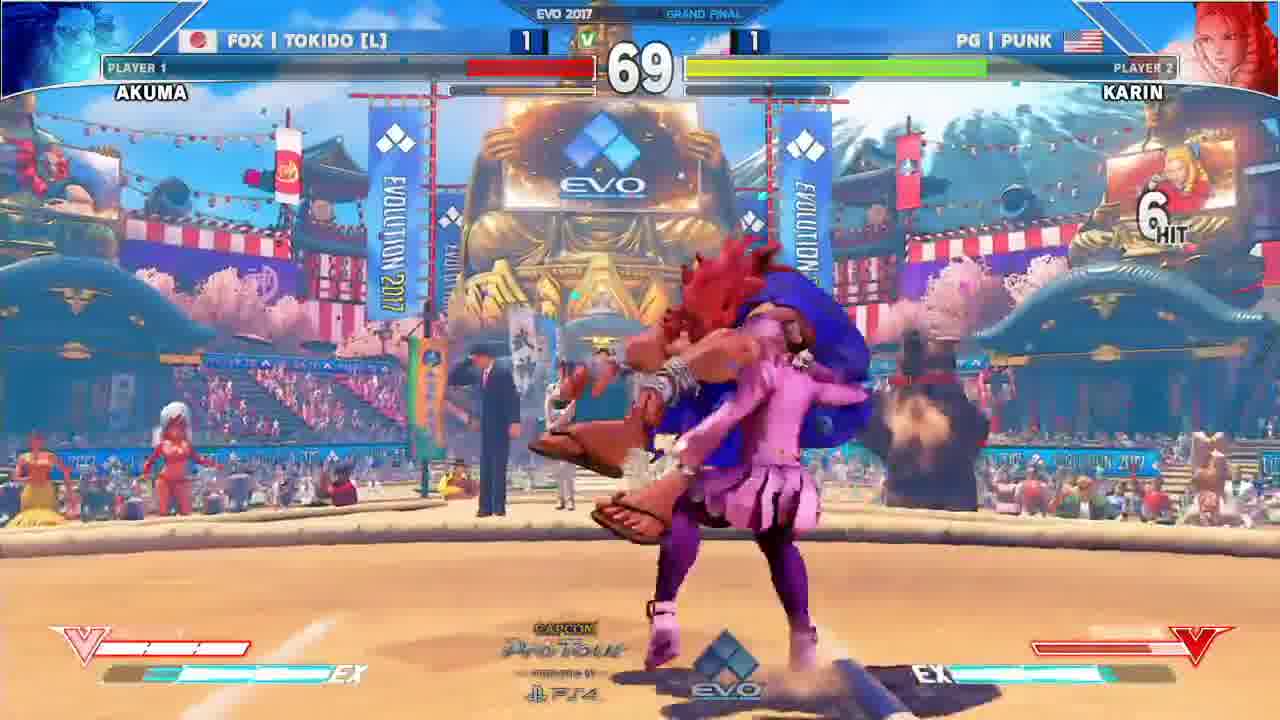 EVO 2017 GRAND FINAL
FOX | TOKIDO [L] 1 V 69 1 PG | PUNK
PLAYER 1 PLAYER 2
AKUMA KARIN
EVO
EVOLUTION 2017
EVOLUTION
6 HIT
EX EX
CAPCOM
PRO TOUR
PS4
EVO